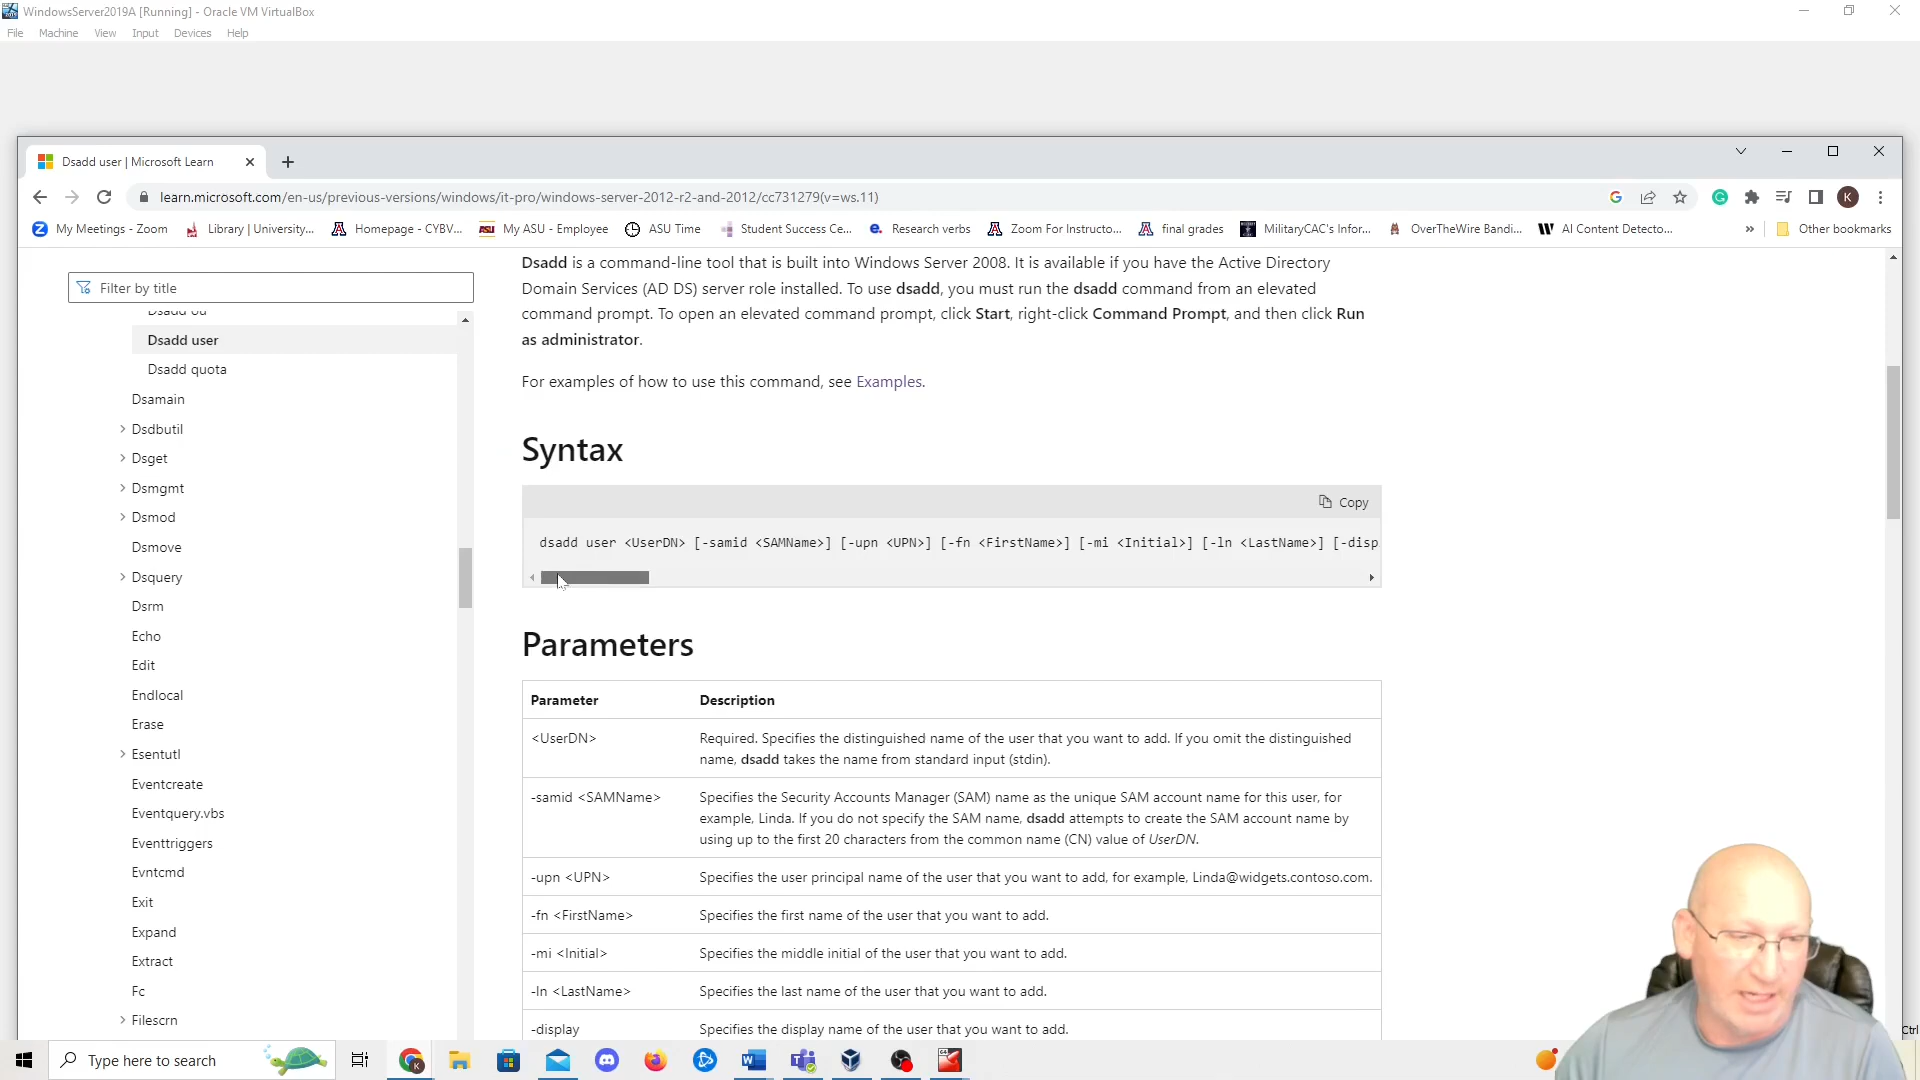 WindowsServer2019A [Running] - Oracle VM VirtualBox
File Machine View Input Devices Help
Dsadd user | Microsoft Learn
learn.microsoft.com/en-us/previous-versions/windows/it-pro/windows-server-2012-r2-and-2012/cc731279(v=ws.11)
K
My Meetings - Zoom Library | University... Homepage - CYBV... My ASU - Employee ASU Time Student Success Ce... Research verbs Zoom For Instructo... final grades MilitaryCAC's Infor... OverTheWire Bandi... AI Content Detecto... » Other bookmarks
Filter by title
Dsadd ou
Dsadd user
Dsadd quota
Dsamain
Dsdbutil
Dsget
Dsmgmt
Dsmod
Dsmove
Dsquery
Dsrm
Echo
Edit
Endlocal
Erase
Esentutl
Eventcreate
Eventquery.vbs
Eventtriggers
Evntcmd
Exit
Expand
Extract
Fc
Filescrn
Dsadd is a command-line tool that is built into Windows Server 2008. It is available if you have the Active Directory
Domain Services (AD DS) server role installed. To use dsadd, you must run the dsadd command from an elevated
command prompt. To open an elevated command prompt, click Start, right-click Command Prompt, and then click Run
as administrator.
For examples of how to use this command, see Examples.
Syntax
Copy
dsadd user <UserDN> [-samid <SAMName>] [-upn <UPN>] [-fn <FirstName>] [-mi <Initial>] [-ln <LastName>] [-disp
Parameters
Parameter Description
<UserDN> Required. Specifies the distinguished name of the user that you want to add. If you omit the distinguished
name, dsadd takes the name from standard input (stdin).
-samid <SAMName> Specifies the Security Accounts Manager (SAM) name as the unique SAM account name for this user, for
example, Linda. If you do not specify the SAM name, dsadd attempts to create the SAM account name by
using up to the first 20 characters from the common name (CN) value of UserDN.
-upn <UPN> Specifies the user principal name of the user that you want to add, for example, Linda@widgets.contoso.com.
-fn <FirstName> Specifies the first name of the user that you want to add.
-mi <Initial> Specifies the middle initial of the user that you want to add.
-ln <LastName> Specifies the last name of the user that you want to add.
-display Specifies the display name of the user that you want to add.
Ctrl
Type here to search